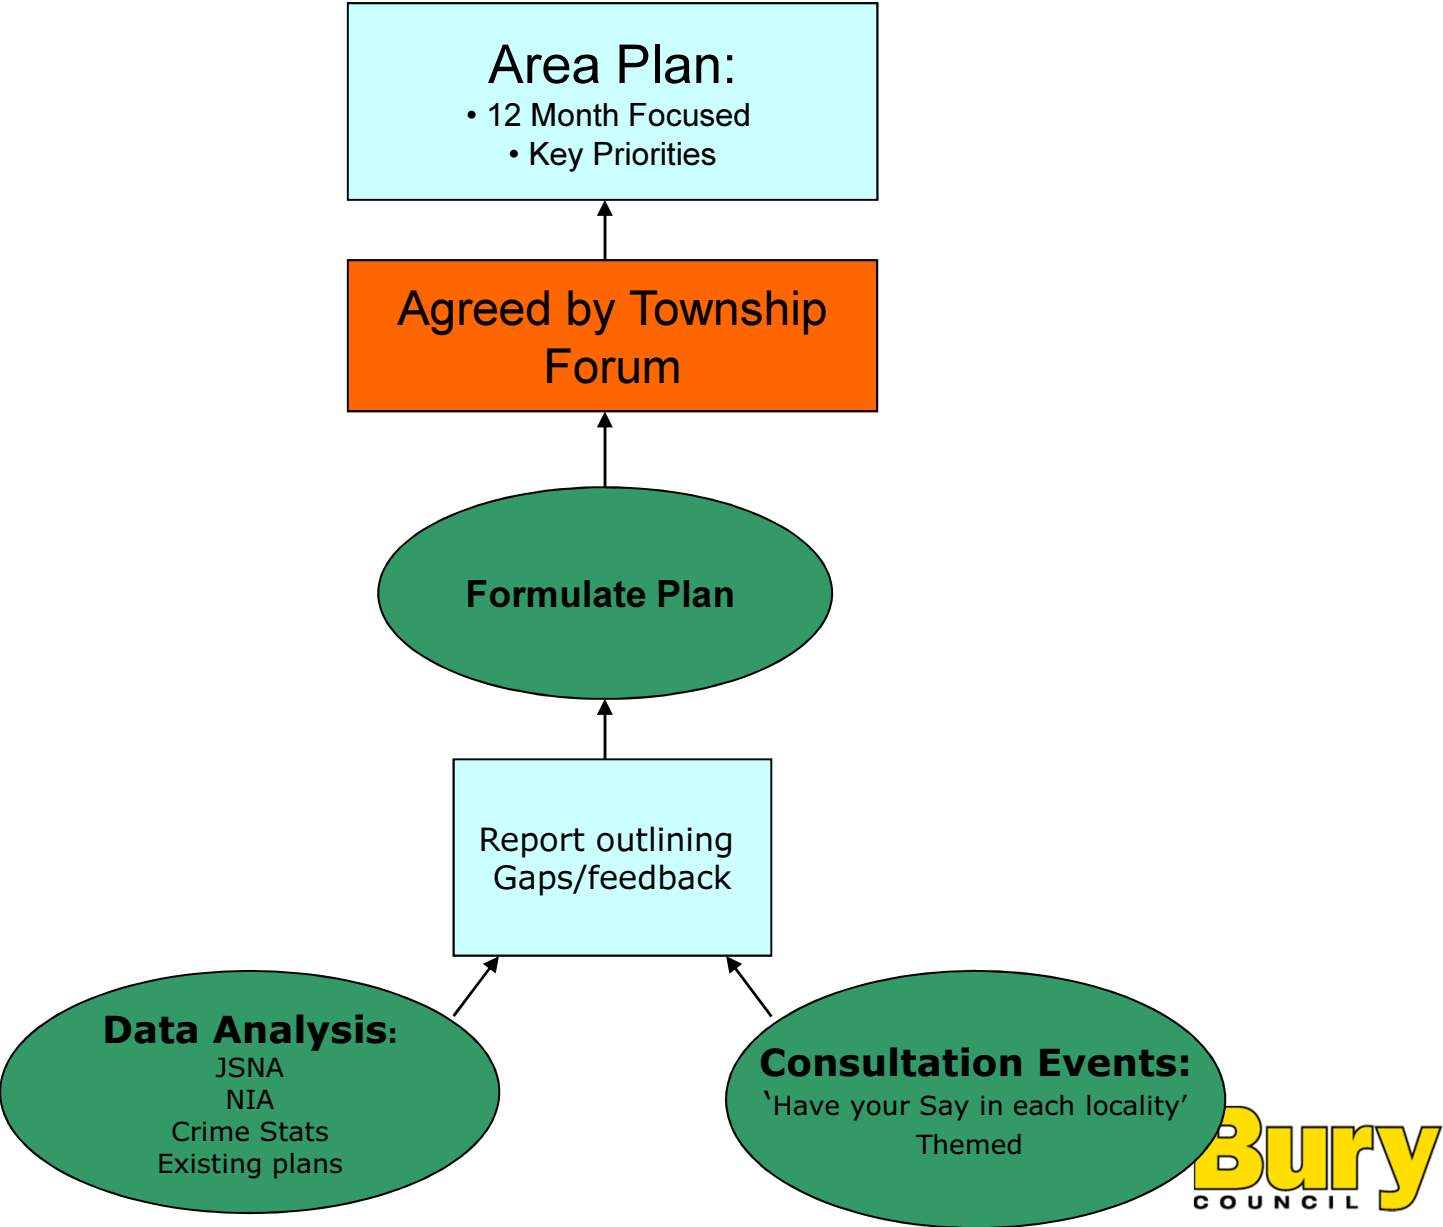 Area Plan:
• 12 Month Focused
• Key Priorities
Agreed by Township
Forum
Formulate Plan
Report outlining
Gaps/feedback
Data Analysis:
JSNA
NIA
Crime Stats
Existing plans
Consultation Events:
‘Have your Say in each locality’
Themed
Bury
COUNCIL